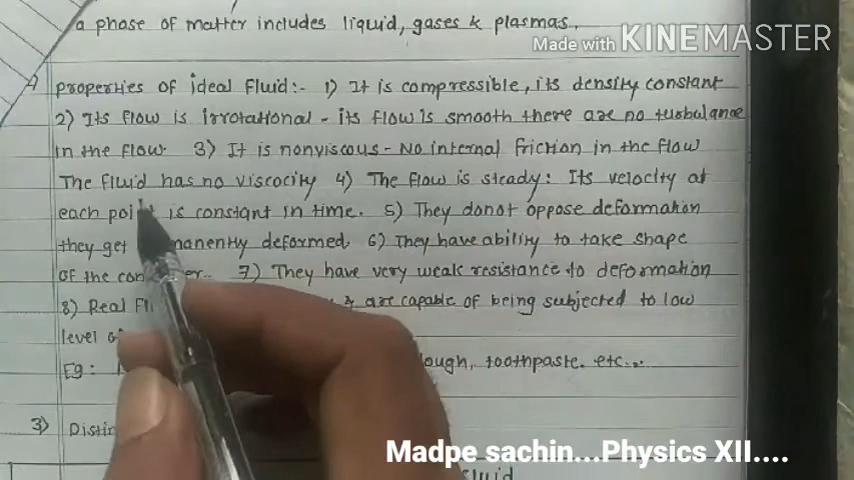 a phase of matter includes liquid, gases & plasmas.
Made with KINEMASTER
properties of ideal fluid:- 1) It is compressible, its density constant
2) Its flow is irrotational - its flow is smooth there are no turbulance
in the flow. 3) It is nonviscous - No internal friction in the flow
The fluid has no viscocity 4) The flow is steady: Its velocity at
each point is constant in time. 5) They donot oppose deformation
they get manently deformed. 6) They have ability to take shape
of the con er.. 7) They have very weak resistance to deformation
8) Real Fl & are capable of being subjected to low
level of
Eg: ough, toothpaste. etc...
3) Distin
Madpe sachin...Physics XII....
fluid